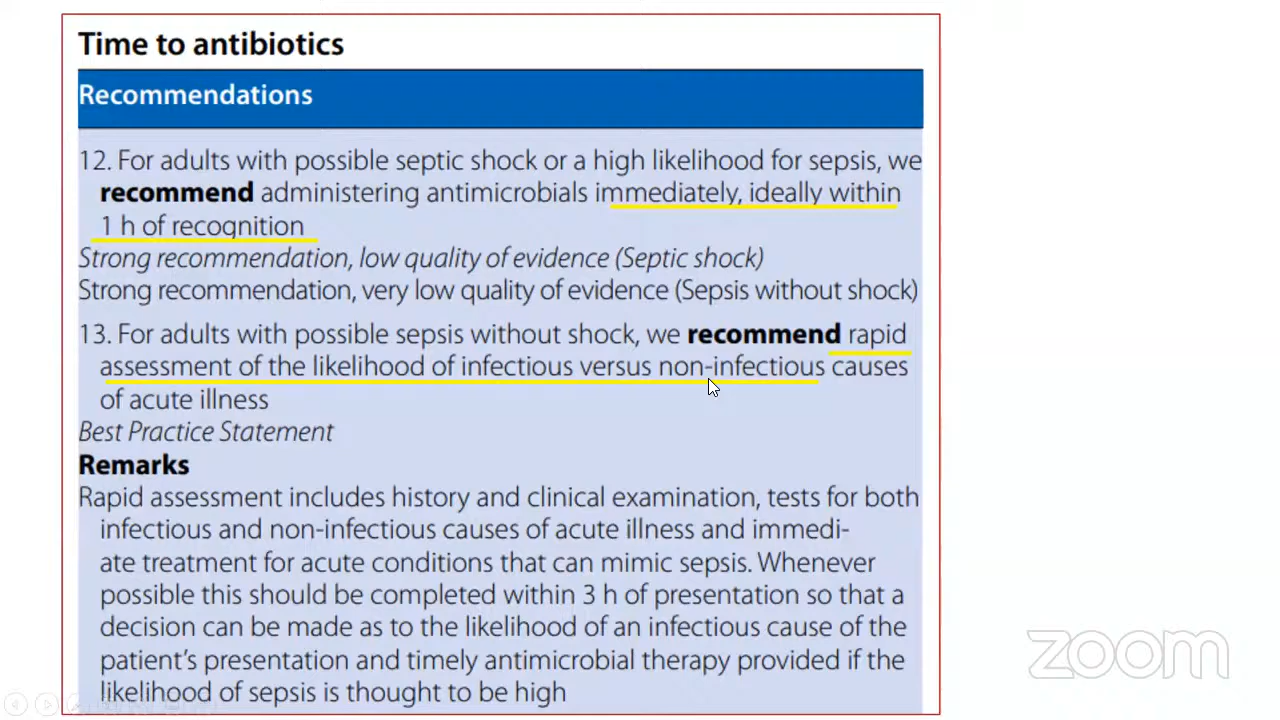 Time to antibiotics
Recommendations
12. For adults with possible septic shock or a high likelihood for sepsis, we
recommend administering antimicrobials immediately, ideally within
1 h of recognition
Strong recommendation, low quality of evidence (Septic shock)
Strong recommendation, very low quality of evidence (Sepsis without shock)
13. For adults with possible sepsis without shock, we recommend rapid
assessment of the likelihood of infectious versus non-infectious causes
of acute illness
Best Practice Statement
Remarks
Rapid assessment includes history and clinical examination, tests for both
infectious and non-infectious causes of acute illness and immedi-
ate treatment for acute conditions that can mimic sepsis. Whenever
possible this should be completed within 3 h of presentation so that a
decision can be made as to the likelihood of an infectious cause of the
patient's presentation and timely antimicrobial therapy provided if the
likelihood of sepsis is thought to be high
zoom